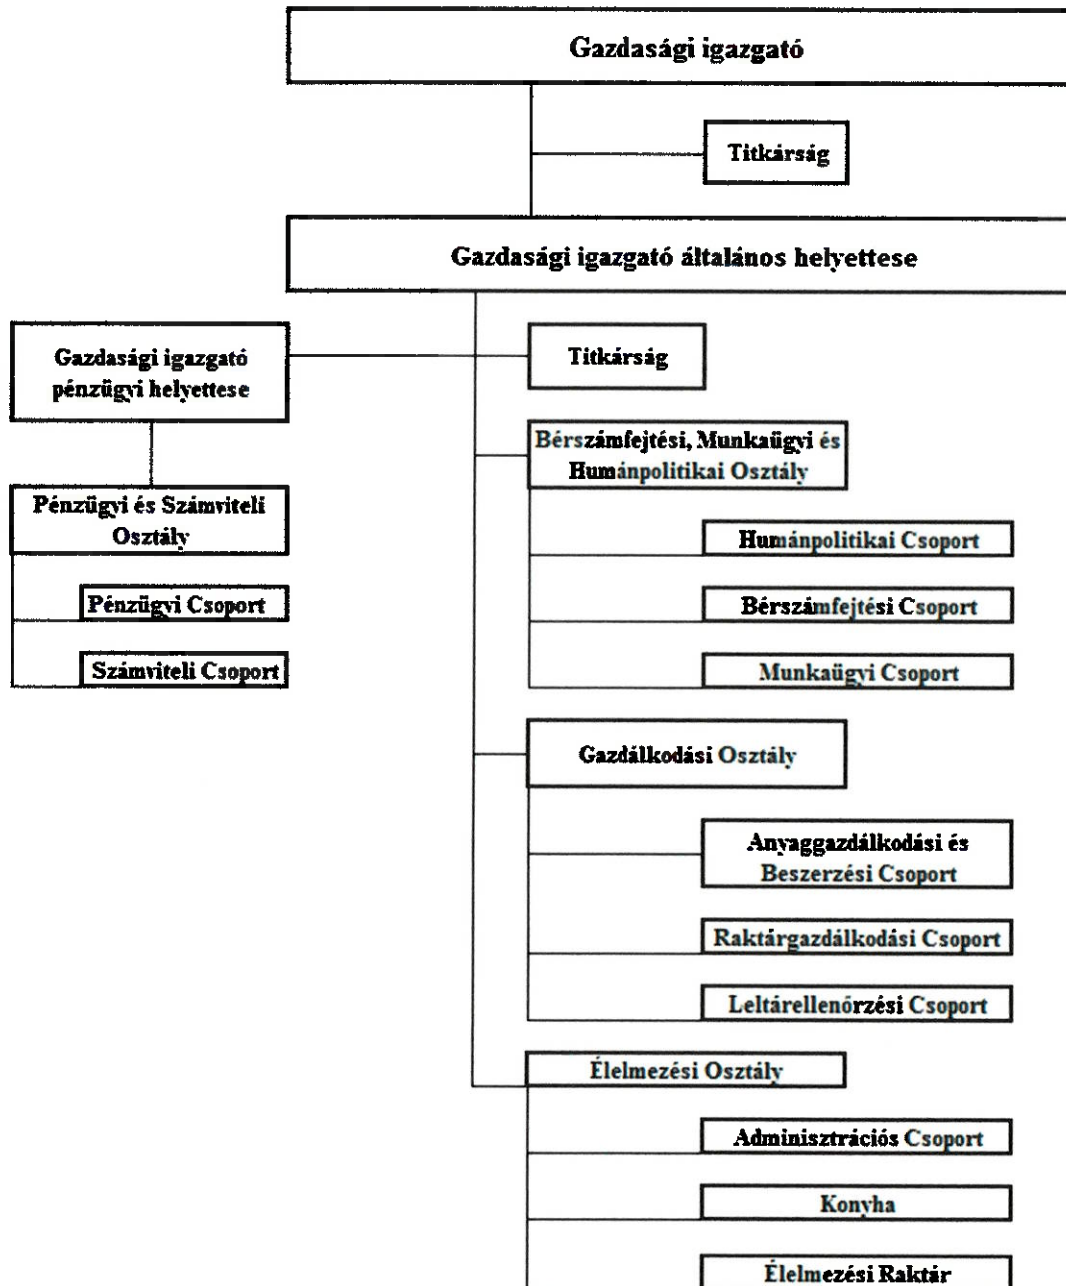 Gazdasági igazgató
Titkárság
Gazdasági igazgató általános helyettese
Gazdasági igazgató
pénzügyi helyettese
Titkárság
Bérszámfejtési, Munkaügyi és
Humánpolitikai Osztály
Pénzügyi és Számviteli
Osztály
Humánpolitikai Csoport
Pénzügyi Csoport
Bérszámfejtési Csoport
Számviteli Csoport
Munkaügyi Csoport
Gazdálkodási Osztály
Anyaggazdálkodási és
Beszerzési Csoport
Raktárgazdálkodási Csoport
Leltárellenőrzési Csoport
Élelmezési Osztály
Adminisztrációs Csoport
Konyha
Élelmezési Raktár